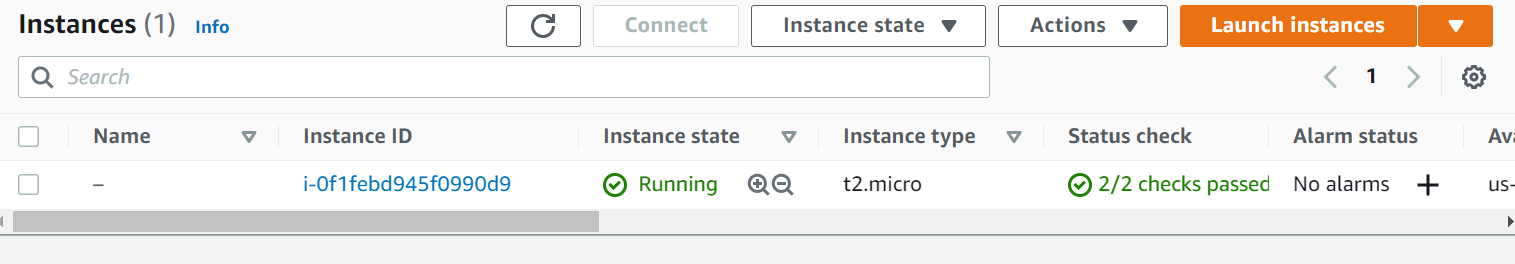 Instances (1) Info Connect Instance state Actions Launch instances
Search 1
Name Instance ID Instance state Instance type Status check Alarm status Ava
– i-0f1febd945f0990d9 Running t2.micro 2/2 checks passed No alarms + us-